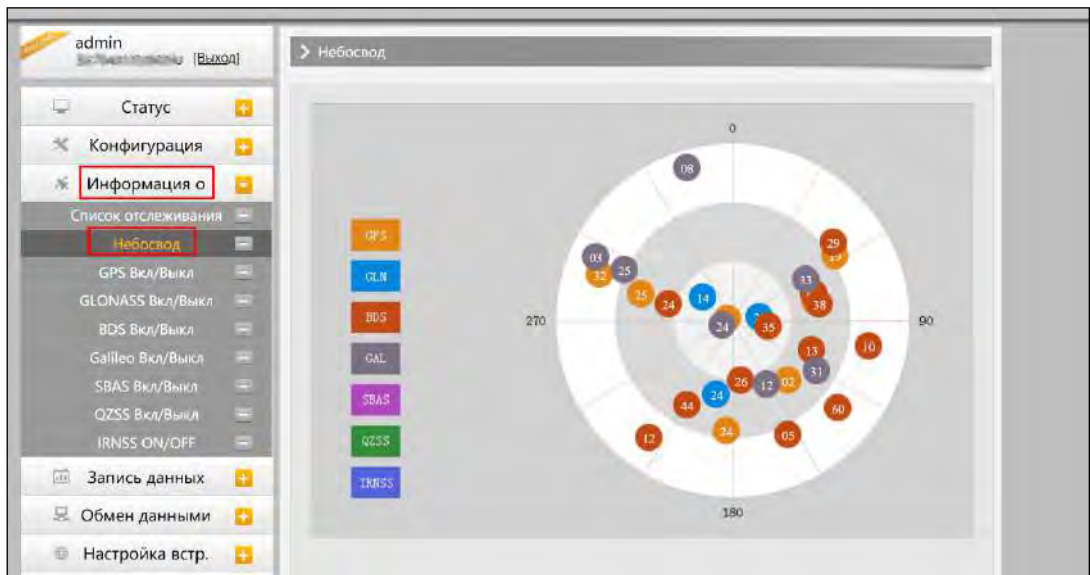 admin
[Выход]
Небосвод
Статус
Конфигурация
Информация о
Список отслеживания
Небосвод
GPS Вкл/Выкл
GLONASS Вкл/Выкл
BDS Вкл/Выкл
Galileo Вкл/Выкл
SBAS Вкл/Выкл
QZSS Вкл/Выкл
IRNSS ON/OFF
Запись данных
Обмен данными
Настройка встр.
GPS
GLN
BDS
GAL
SBAS
QZSS
IRNSS
0
08
29
03
32
25
33
25
24
14
38
270
24
35
90
10
13
31
26
12
02
24
44
60
24
05
12
180